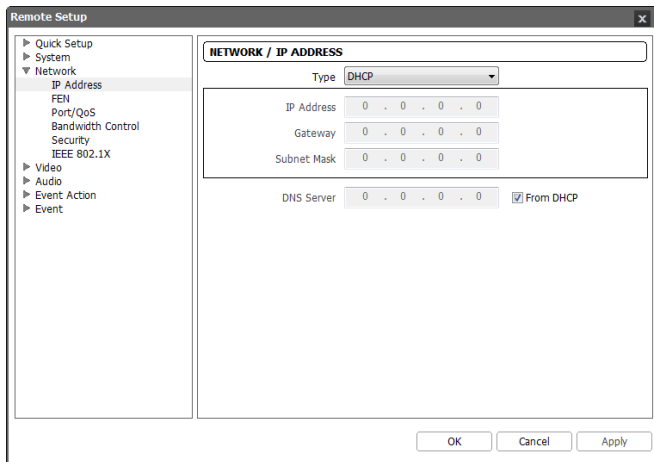 Remote Setup
x
Quick Setup
System
Network
IP Address
FEN
Port/QoS
Bandwidth Control
Security
IEEE 802.1X
Video
Audio
Event Action
Event
NETWORK / IP ADDRESS
Type DHCP
IP Address 0 . 0 . 0 . 0
Gateway 0 . 0 . 0 . 0
Subnet Mask 0 . 0 . 0 . 0
DNS Server 0 . 0 . 0 . 0 From DHCP
OK Cancel Apply